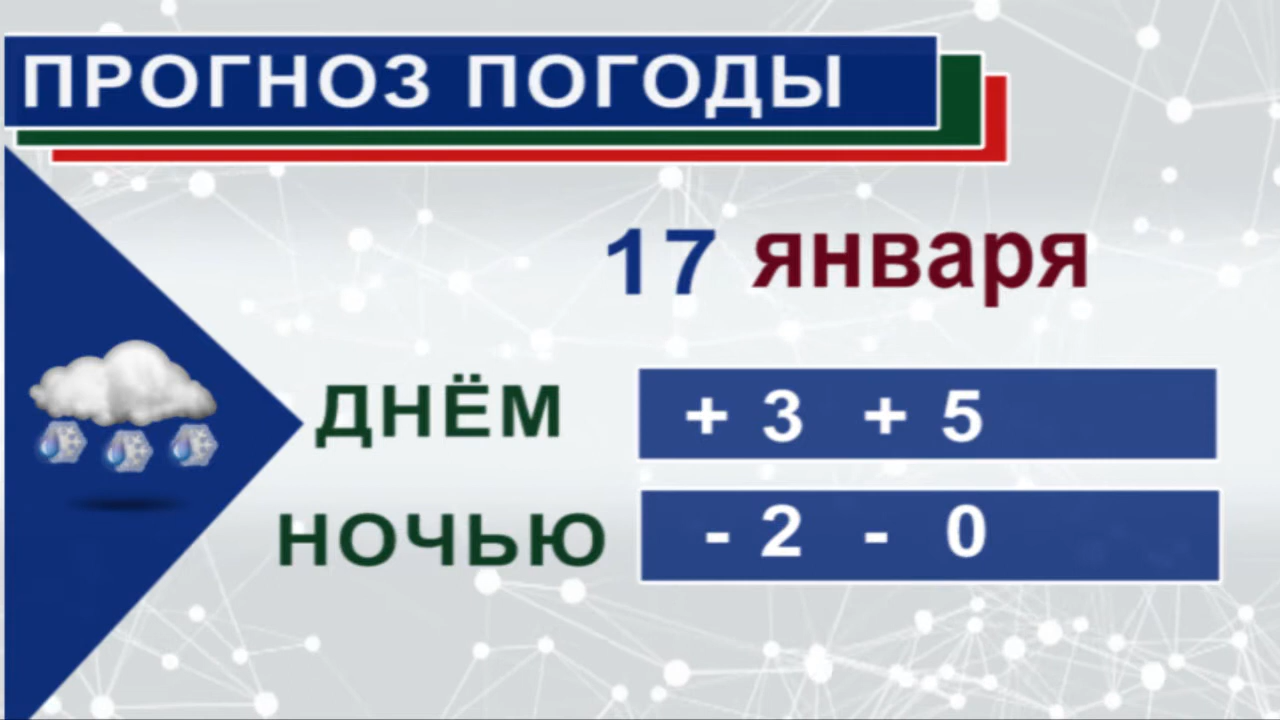 ПРОГНОЗ ПОГОДЫ
17 января
ДНЁМ + 3 + 5
НОЧЬЮ - 2 - 0